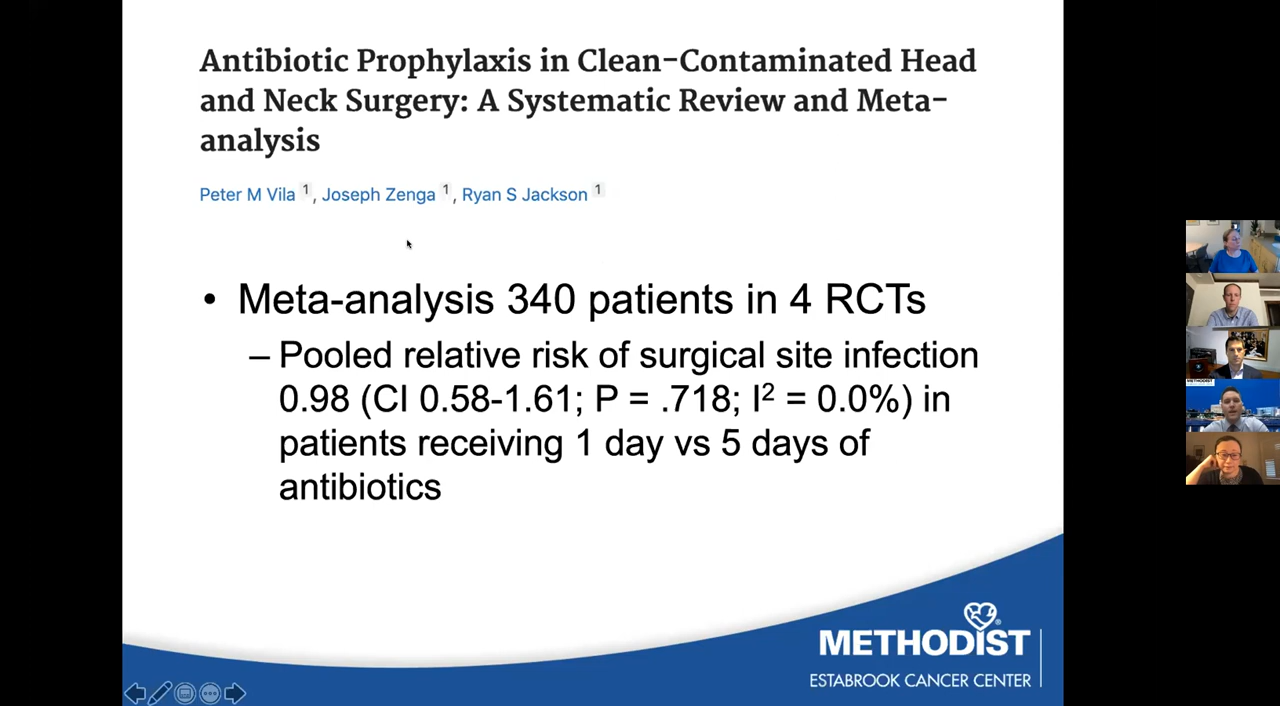 Antibiotic Prophylaxis in Clean-Contaminated Head
and Neck Surgery: A Systematic Review and Meta-
analysis
Peter M Vila 1, Joseph Zenga 1, Ryan S Jackson 1
• Meta-analysis 340 patients in 4 RCTs
– Pooled relative risk of surgical site infection
0.98 (CI 0.58-1.61; P = .718; I² = 0.0%) in
patients receiving 1 day vs 5 days of
antibiotics
METHODIST
ESTABROOK CANCER CENTER
METHODIST